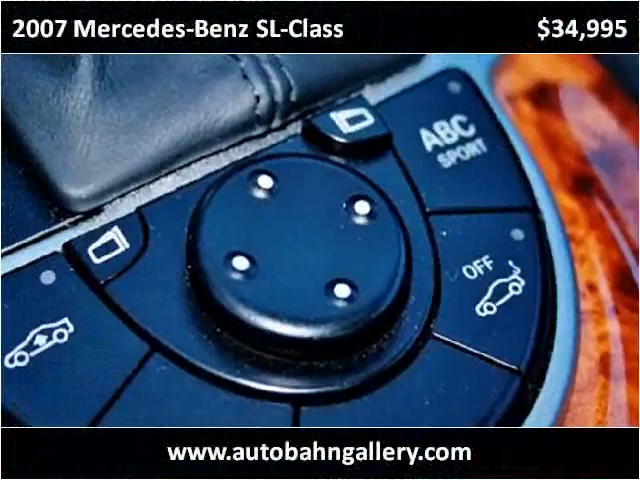 2007 Mercedes-Benz SL-Class $34,995
ABC
SPORT
OFF
www.autobahngallery.com